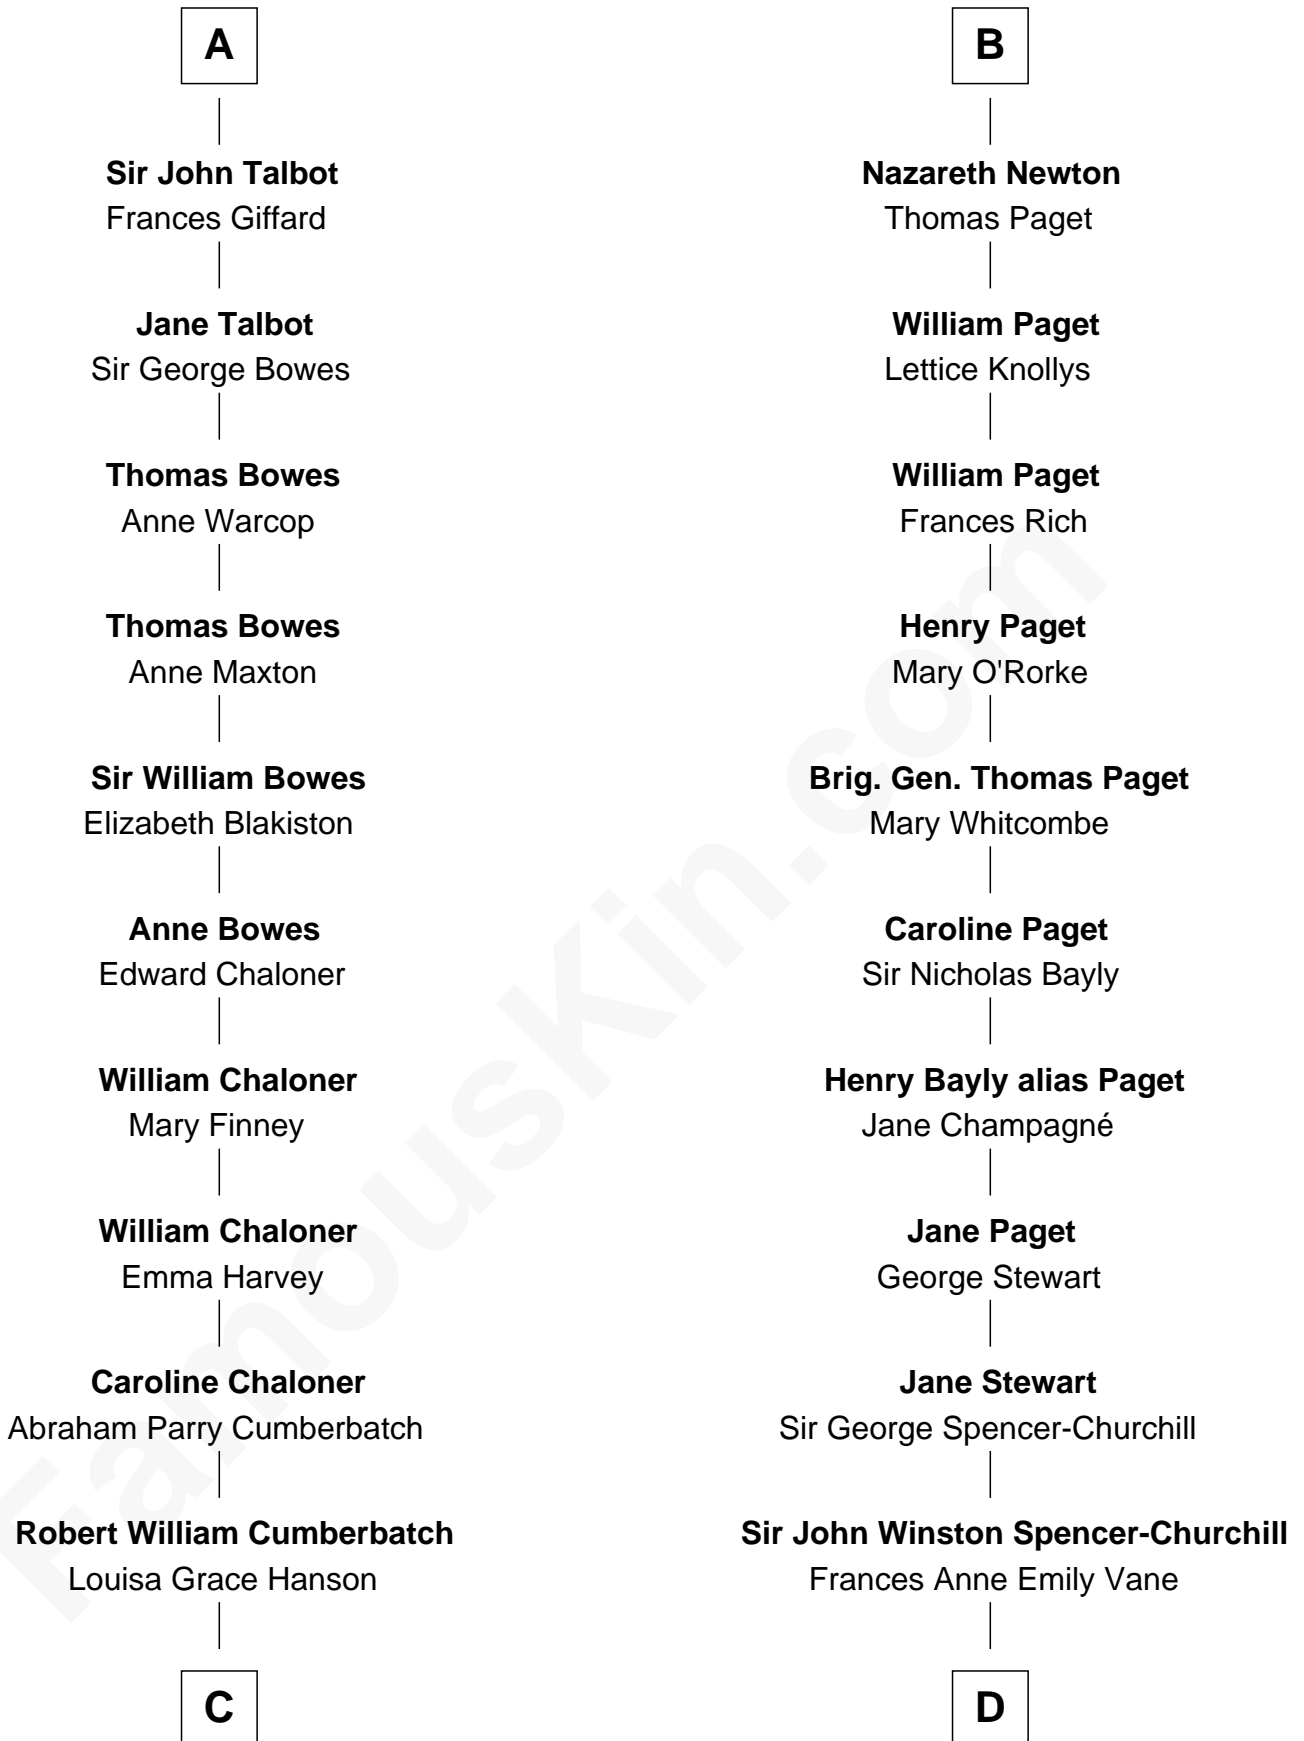 A
Sir John Talbot
Frances Giffard
Jane Talbot
Sir George Bowes
Thomas Bowes
Anne Warcop
Thomas Bowes
Anne Maxton
Sir William Bowes
Elizabeth Blakiston
Anne Bowes
Edward Chaloner
William Chaloner
Mary Finney
William Chaloner
Emma Harvey
Caroline Chaloner
Abraham Parry Cumberbatch
Robert William Cumberbatch
Louisa Grace Hanson
C
B
Nazareth Newton
Thomas Paget
William Paget
Lettice Knollys
William Paget
Frances Rich
Henry Paget
Mary O'Rorke
Brig. Gen. Thomas Paget
Mary Whitcombe
Caroline Paget
Sir Nicholas Bayly
Henry Bayly alias Paget
Jane Champagné
Jane Paget
George Stewart
Jane Stewart
Sir George Spencer-Churchill
Sir John Winston Spencer-Churchill
Frances Anne Emily Vane
D
FamousKin.com